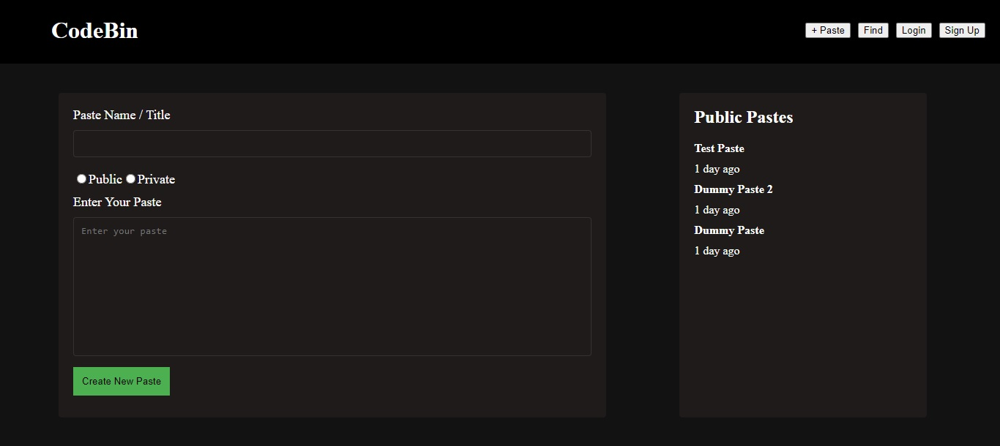 CodeBin
+ Paste Find Login Sign Up
Paste Name / Title
Public Private
Enter Your Paste
Enter your paste
Create New Paste
Public Pastes
Test Paste
1 day ago
Dummy Paste 2
1 day ago
Dummy Paste
1 day ago